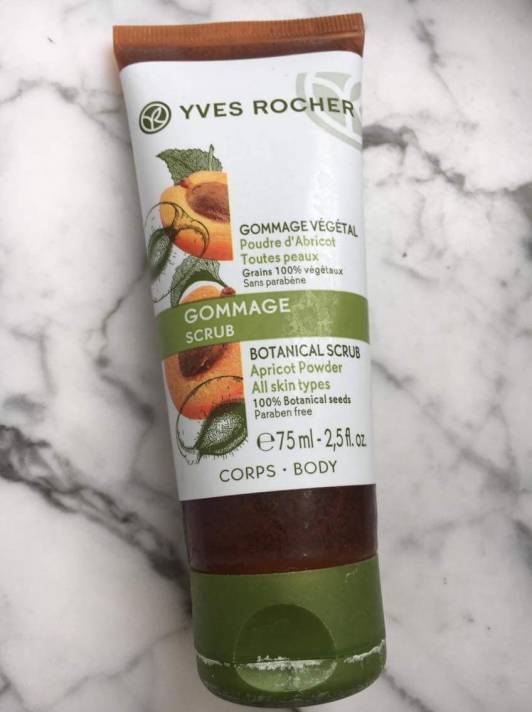 YVES ROCHER
GOMMAGE VÉGÉTAL
Poudre d'Abricot
Toutes peaux
Grains 100% végétaux
Sans parabène
GOMMAGE
SCRUB
BOTANICAL SCRUB
Apricot Powder
All skin types
100% Botanical seeds
Paraben free
℮75 ml - 2,5 fl. oz.
CORPS · BODY